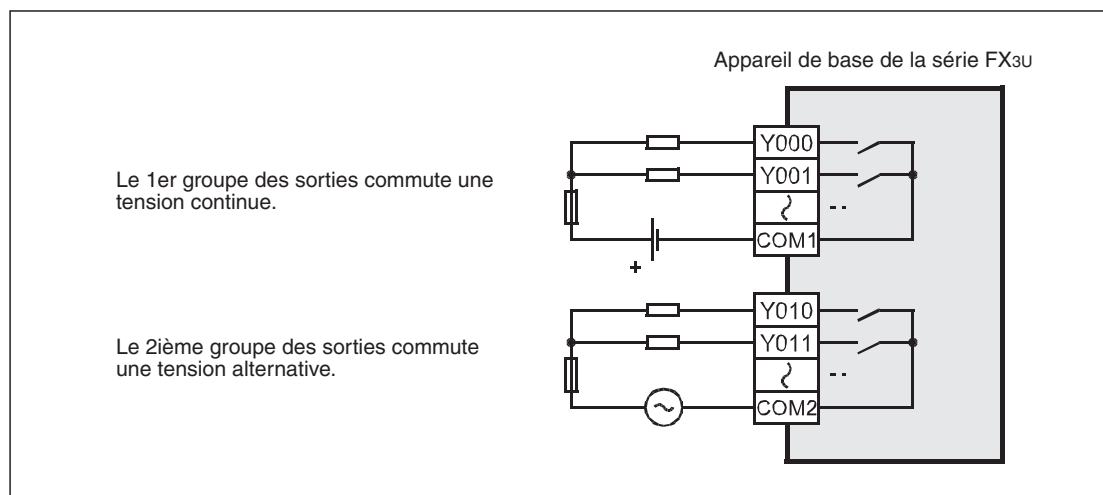 Appareil de base de la série FX3U
Le 1er groupe des sorties commute une
tension continue.
Y000
Y001
COM1
+
Le 2ième groupe des sorties commute
une tension alternative.
Y010
Y011
COM2